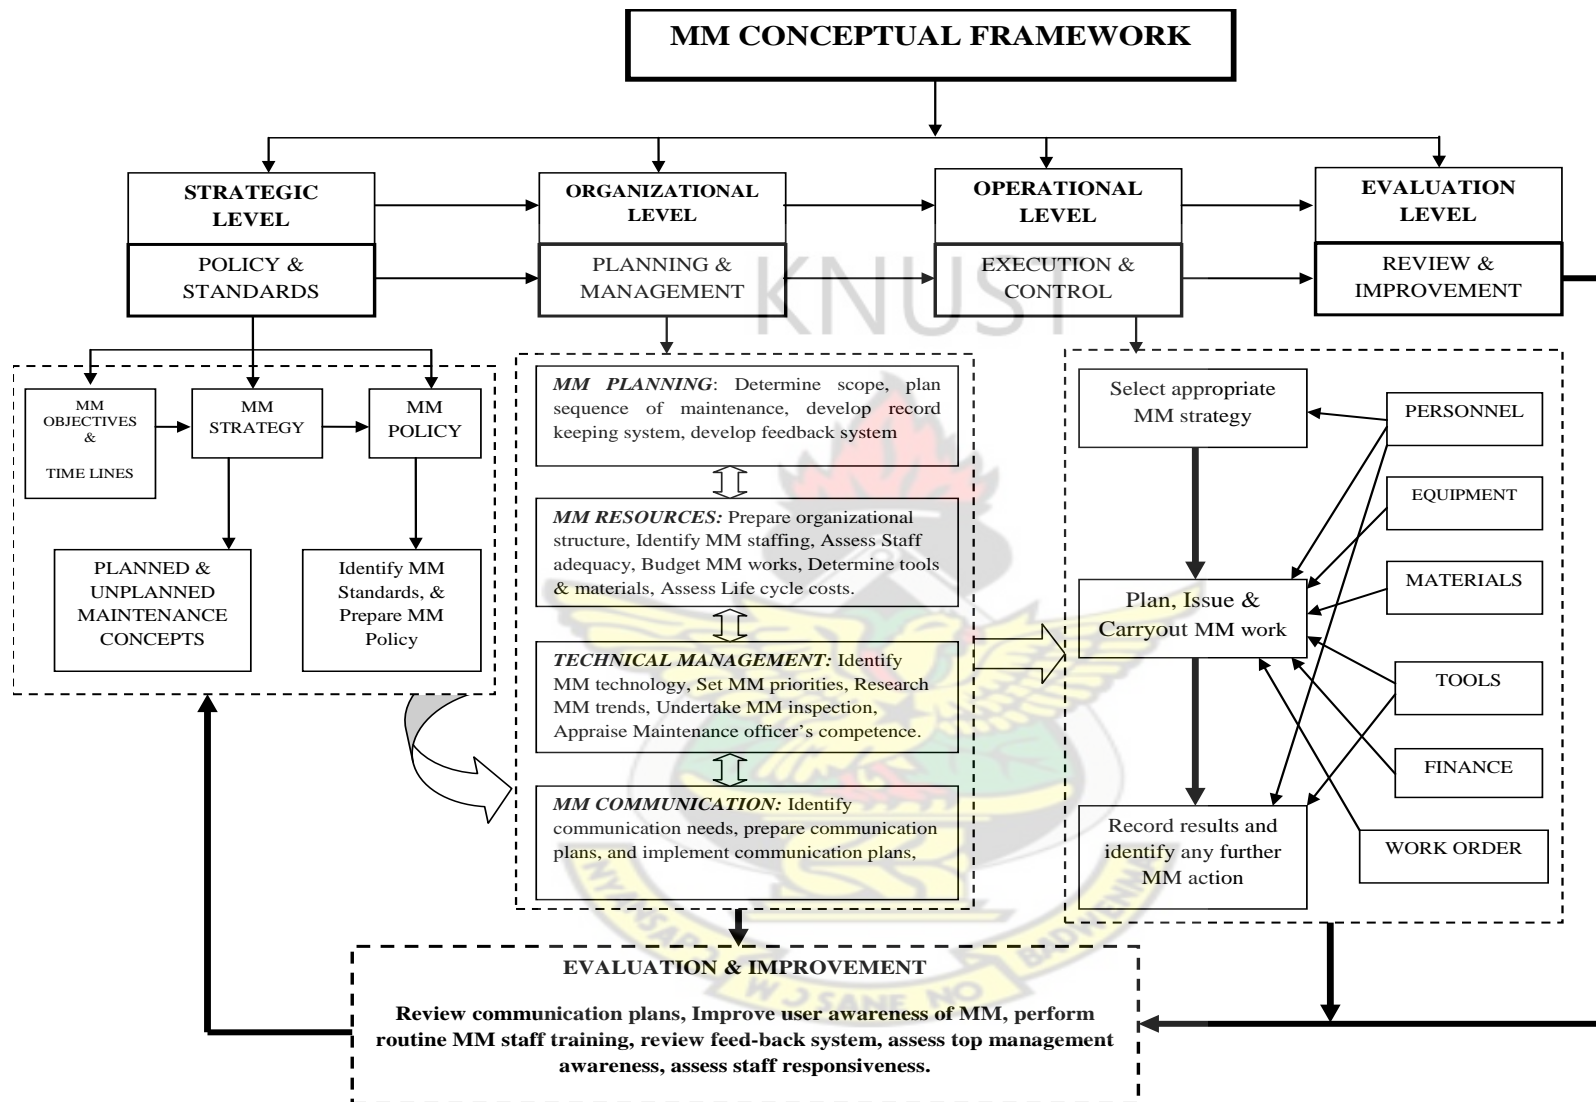 MM CONCEPTUAL FRAMEWORK
STRATEGIC
LEVEL
POLICY &
STANDARDS
ORGANIZATIONAL
LEVEL
PLANNING &
MANAGEMENT
OPERATIONAL
LEVEL
EXECUTION &
CONTROL
EVALUATION
LEVEL
REVIEW &
IMPROVEMENT
KNUST
MM
OBJECTIVES
&
TIME LINES
MM
STRATEGY
MM
POLICY
PLANNED &
UNPLANNED
MAINTENANCE
CONCEPTS
Identify MM
Standards, &
Prepare MM
Policy
MM PLANNING: Determine scope, plan
sequence of maintenance, develop record
keeping system, develop feedback system
MM RESOURCES: Prepare organizational
structure, Identify MM staffing, Assess Staff
adequacy, Budget MM works, Determine tools
& materials, Assess Life cycle costs.
TECHNICAL MANAGEMENT: Identify
MM technology, Set MM priorities, Research
MM trends, Undertake MM inspection,
Appraise Maintenance officer's competence.
MM COMMUNICATION: Identify
communication needs, prepare communication
plans, and implement communication plans,
Select appropriate
MM strategy
Plan, Issue &
Carryout MM work
Record results and
identify any further
MM action
PERSONNEL
EQUIPMENT
MATERIALS
TOOLS
FINANCE
WORK ORDER
EVALUATION & IMPROVEMENT
Review communication plans, Improve user awareness of MM, perform
routine MM staff training, review feed-back system, assess top management
awareness, assess staff responsiveness.
WƆ SANE NO